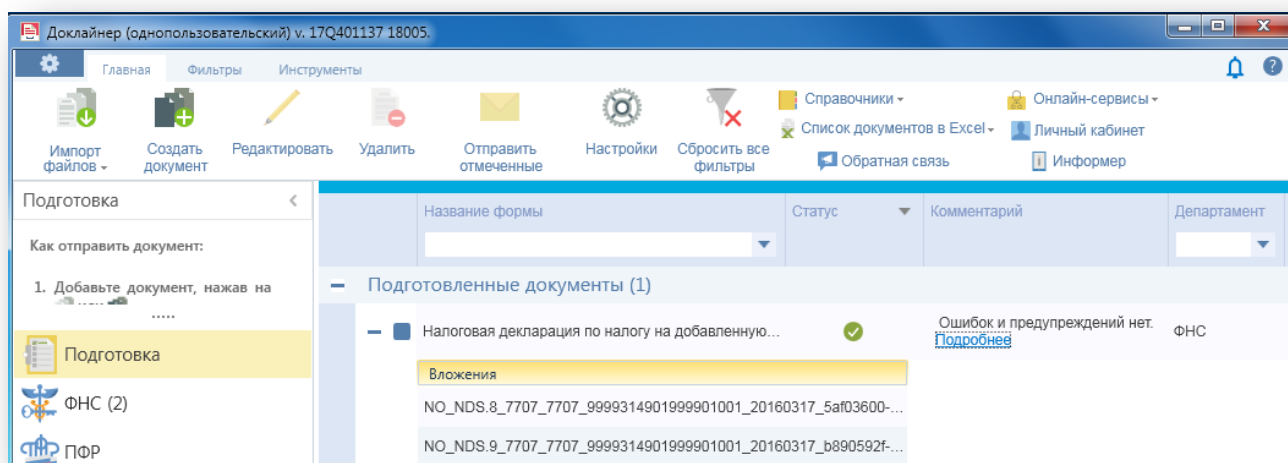 Доклайнер (однопользовательский) v. 17Q401137 18005.
Главная Фильтры Инструменты
Импорт файлов
Создать документ
Редактировать
Удалить
Отправить отмеченные
Настройки
Сбросить все фильтры
Справочники
Список документов в Excel
Обратная связь
Онлайн-сервисы
Личный кабинет
Информер
Подготовка
Как отправить документ:
1. Добавьте документ, нажав на
.....
Подготовка
ФНС (2)
ПФР
Название формы Статус Комментарий Департамент
Подготовленные документы (1)
Налоговая декларация по налогу на добавленную...
Ошибок и предупреждений нет.
Подробнее
ФНС
Вложения
NO_NDS.8_7707_7707_9999314901999901001_20160317_5af03600-...
NO_NDS.9_7707_7707_9999314901999901001_20160317_b890592f-...